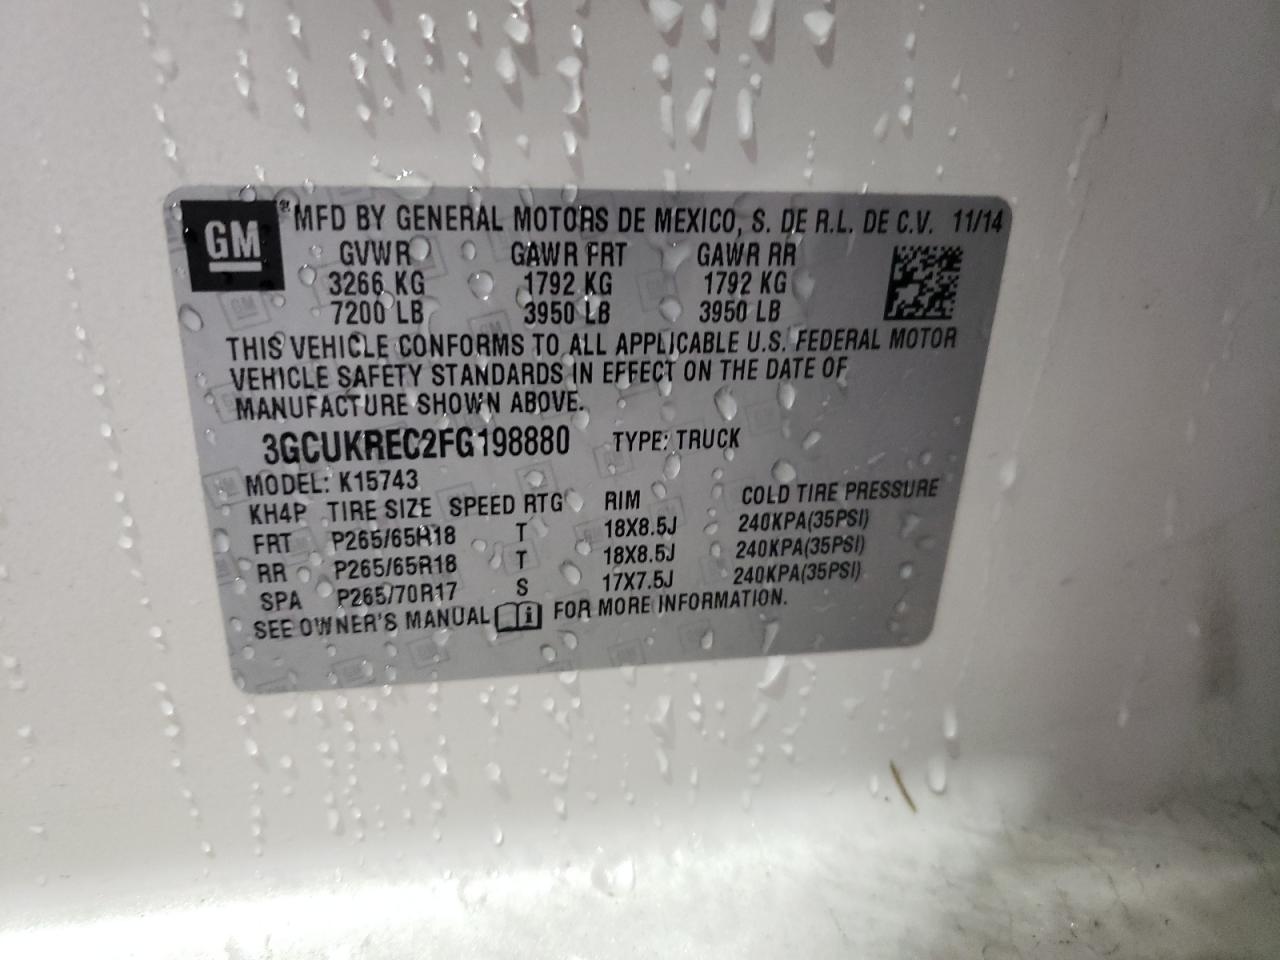 GM ® MFD BY GENERAL MOTORS DE MEXICO, S. DE R.L. DE C.V. 11/14
GVWR GAWR FRT GAWR RR
3266 KG 1792 KG 1792 KG
7200 LB 3950 LB 3950 LB
THIS VEHICLE CONFORMS TO ALL APPLICABLE U.S. FEDERAL MOTOR
VEHICLE SAFETY STANDARDS IN EFFECT ON THE DATE OF
MANUFACTURE SHOWN ABOVE.
3GCUKREC2FG198880 TYPE: TRUCK
MODEL: K15743
KH4P TIRE SIZE SPEED RTG RIM COLD TIRE PRESSURE
FRT P265/65R18 T 18X8.5J 240KPA(35PSI)
RR P265/65R18 T 18X8.5J 240KPA(35PSI)
SPA P265/70R17 S 17X7.5J 240KPA(35PSI)
SEE OWNER'S MANUAL FOR MORE INFORMATION.